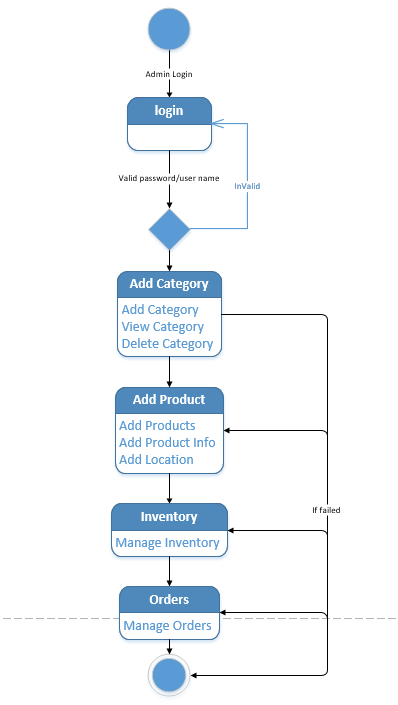 Admin Login
login
Valid password/user name
InValid
Add Category
Add Category
View Category
Delete Category
Add Product
Add Products
Add Product Info
Add Location
If failed
Inventory
Manage Inventory
Orders
Manage Orders